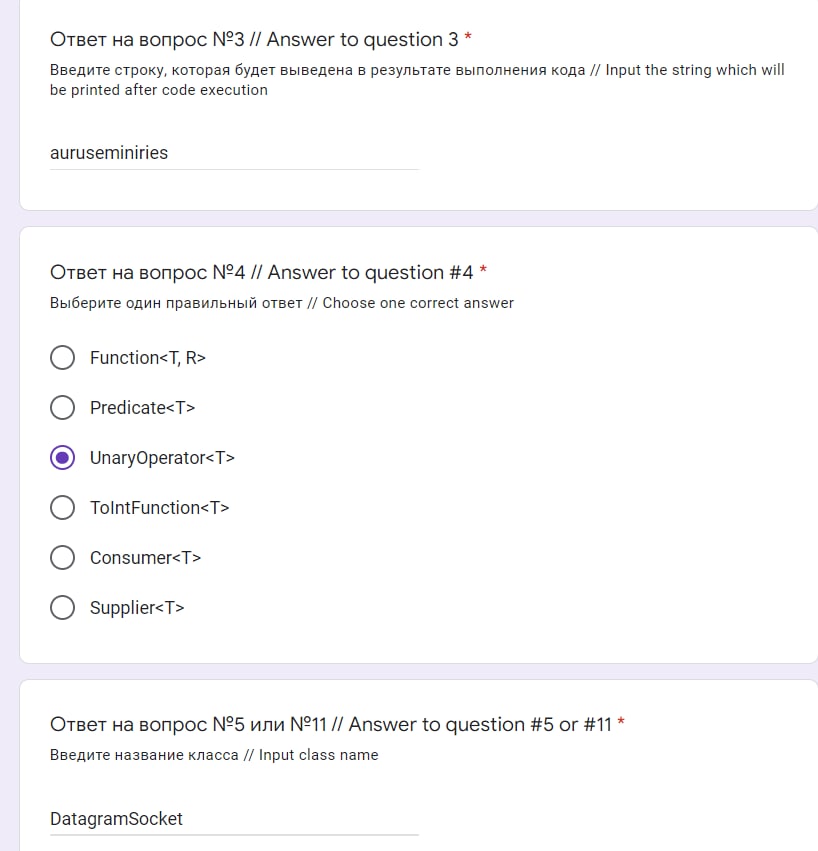 Ответ на вопрос №3 // Answer to question 3 *
Введите строку, которая будет выведена в результате выполнения кода // Input the string which will
be printed after code execution
auruseminiries
Ответ на вопрос №4 // Answer to question #4 *
Выберите один правильный ответ // Choose one correct answer
Function<T, R>
Predicate<T>
UnaryOperator<T>
ToIntFunction<T>
Consumer<T>
Supplier<T>
Ответ на вопрос №5 или №11 // Answer to question #5 or #11 *
Введите название класса // Input class name
DatagramSocket